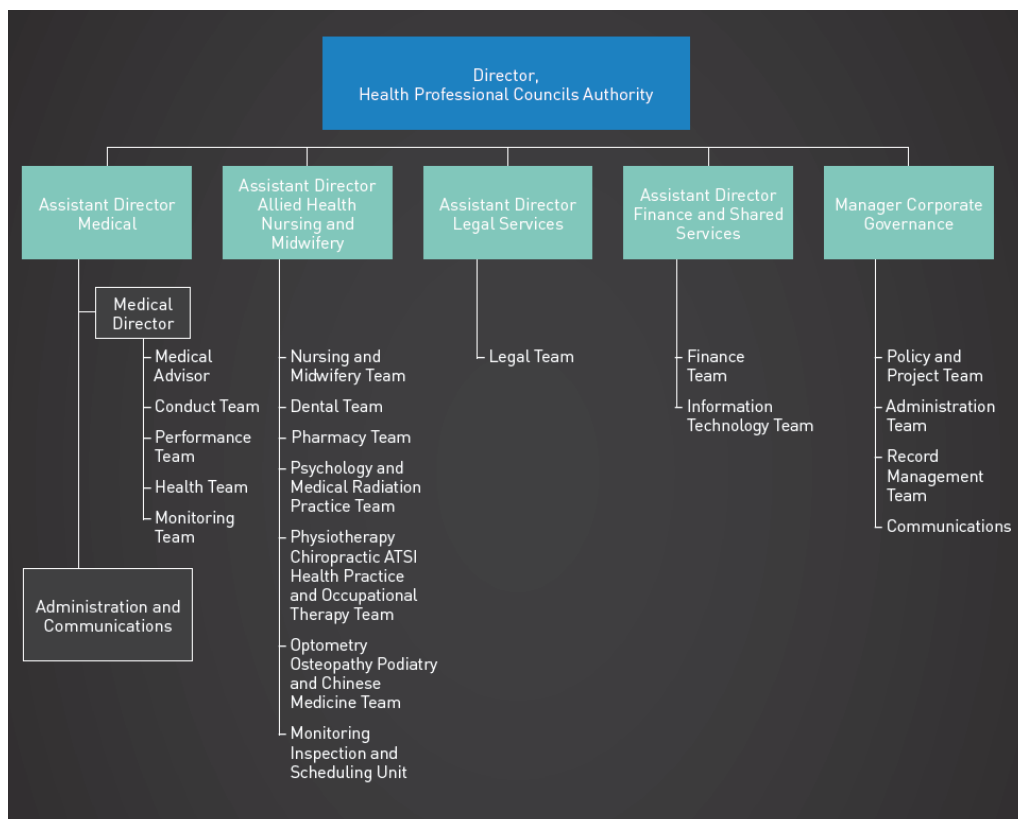 Director,
Health Professional Councils Authority
Assistant Director
Medical
Assistant Director
Allied Health
Nursing and
Midwifery
Assistant Director
Legal Services
Assistant Director
Finance and Shared
Services
Manager Corporate
Governance
Medical
Director
Medical
Advisor
Conduct Team
Performance
Team
Health Team
Monitoring
Team
Administration and
Communications
Nursing and
Midwifery Team
Dental Team
Pharmacy Team
Psychology and
Medical Radiation
Practice Team
Physiotherapy
Chiropractic ATSI
Health Practice
and Occupational
Therapy Team
Optometry
Osteopathy Podiatry
and Chinese
Medicine Team
Monitoring
Inspection and
Scheduling Unit
Legal Team
Finance
Team
Information
Technology Team
Policy and
Project Team
Administration
Team
Record
Management
Team
Communications